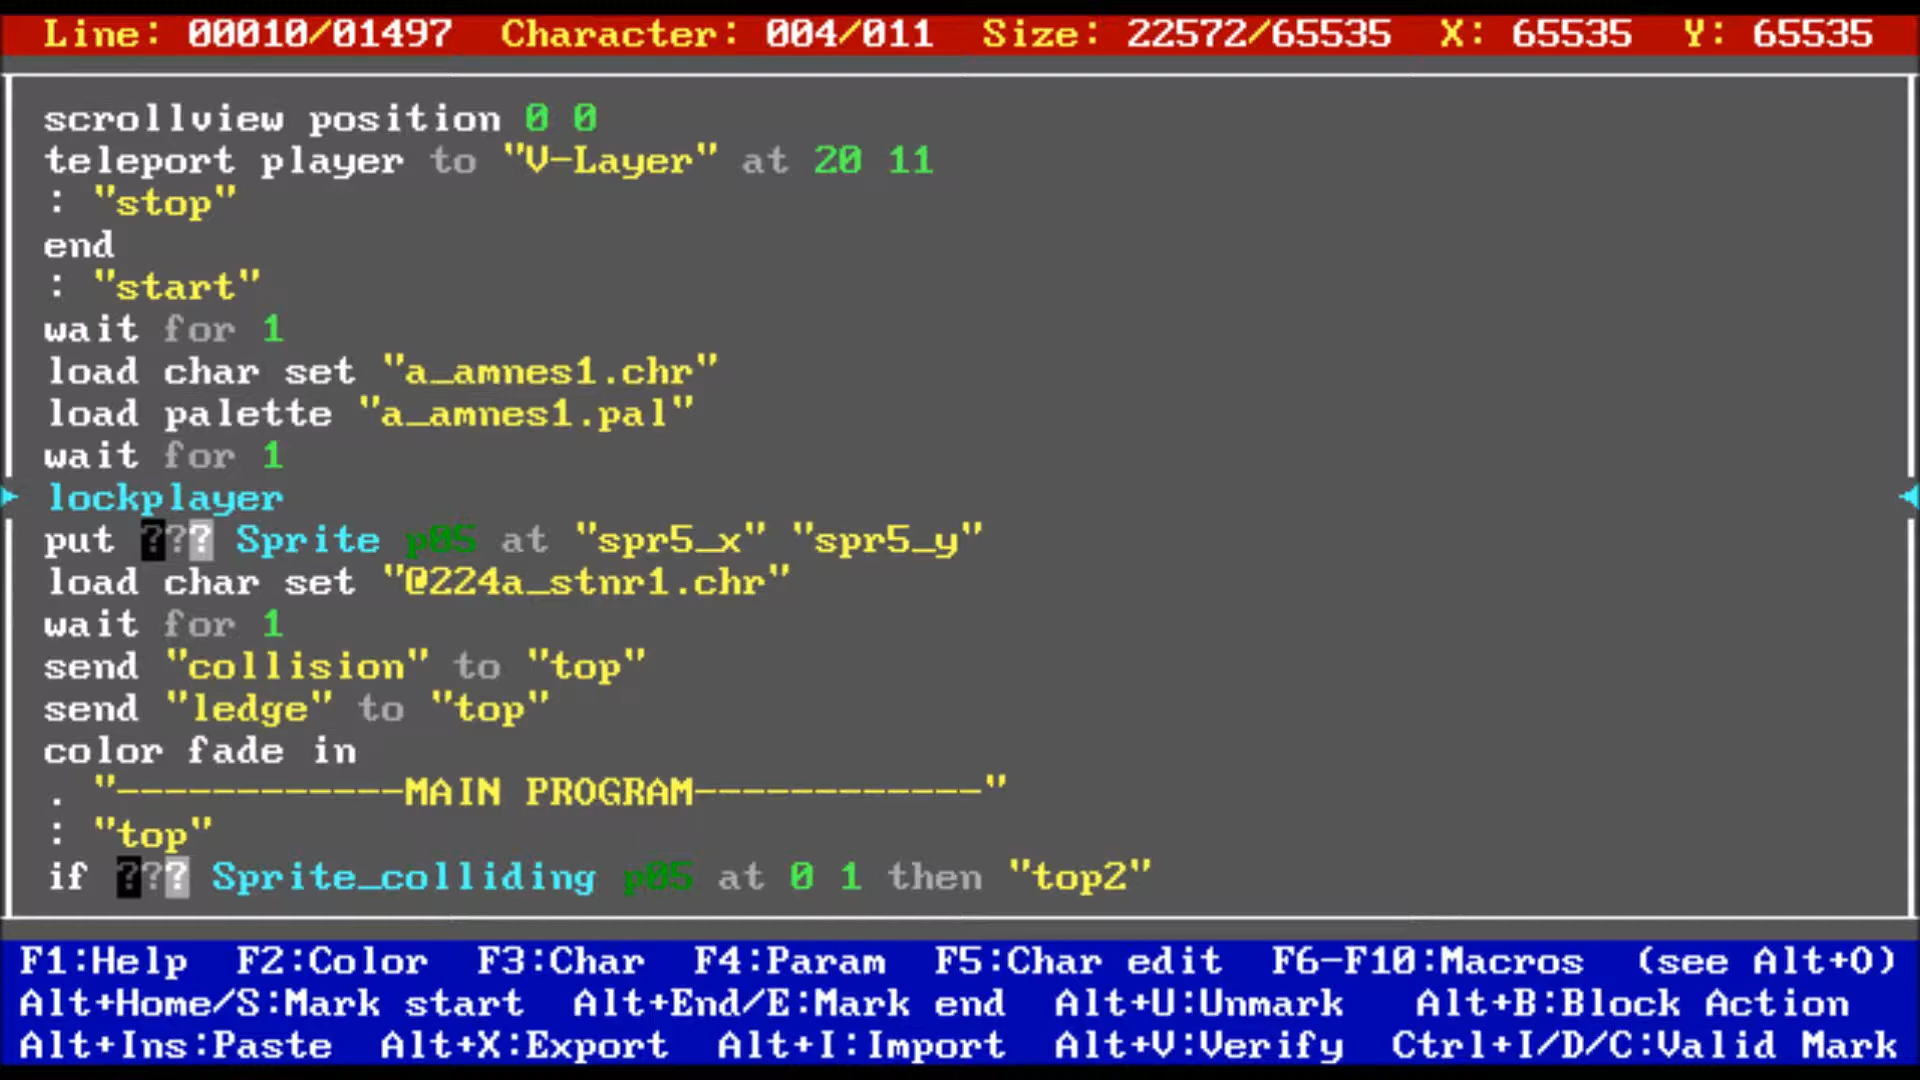 Line: 00010/01497 Character: 004/011 Size: 22572/65535 X: 65535 Y: 65535
scrollview position 0 0
teleport player to "V-Layer" at 20 11
: "stop"
end
: "start"
wait for 1
load char set "a_amnes1.chr"
load palette "a_amnes1.pal"
wait for 1
lockplayer
put ??? Sprite p05 at "spr5_x" "spr5_y"
load char set "@224a_stnr1.chr"
wait for 1
send "collision" to "top"
send "ledge" to "top"
color fade in
. "------------MAIN PROGRAM------------"
: "top"
if ??? Sprite_colliding p05 at 0 1 then "top2"
F1:Help F2:Color F3:Char F4:Param F5:Char edit F6-F10:Macros (see Alt+O)
Alt+Home/S:Mark start Alt+End/E:Mark end Alt+U:Unmark Alt+B:Block Action
Alt+Ins:Paste Alt+X:Export Alt+I:Import Alt+V:Verify Ctrl+I/D/C:Valid Mark